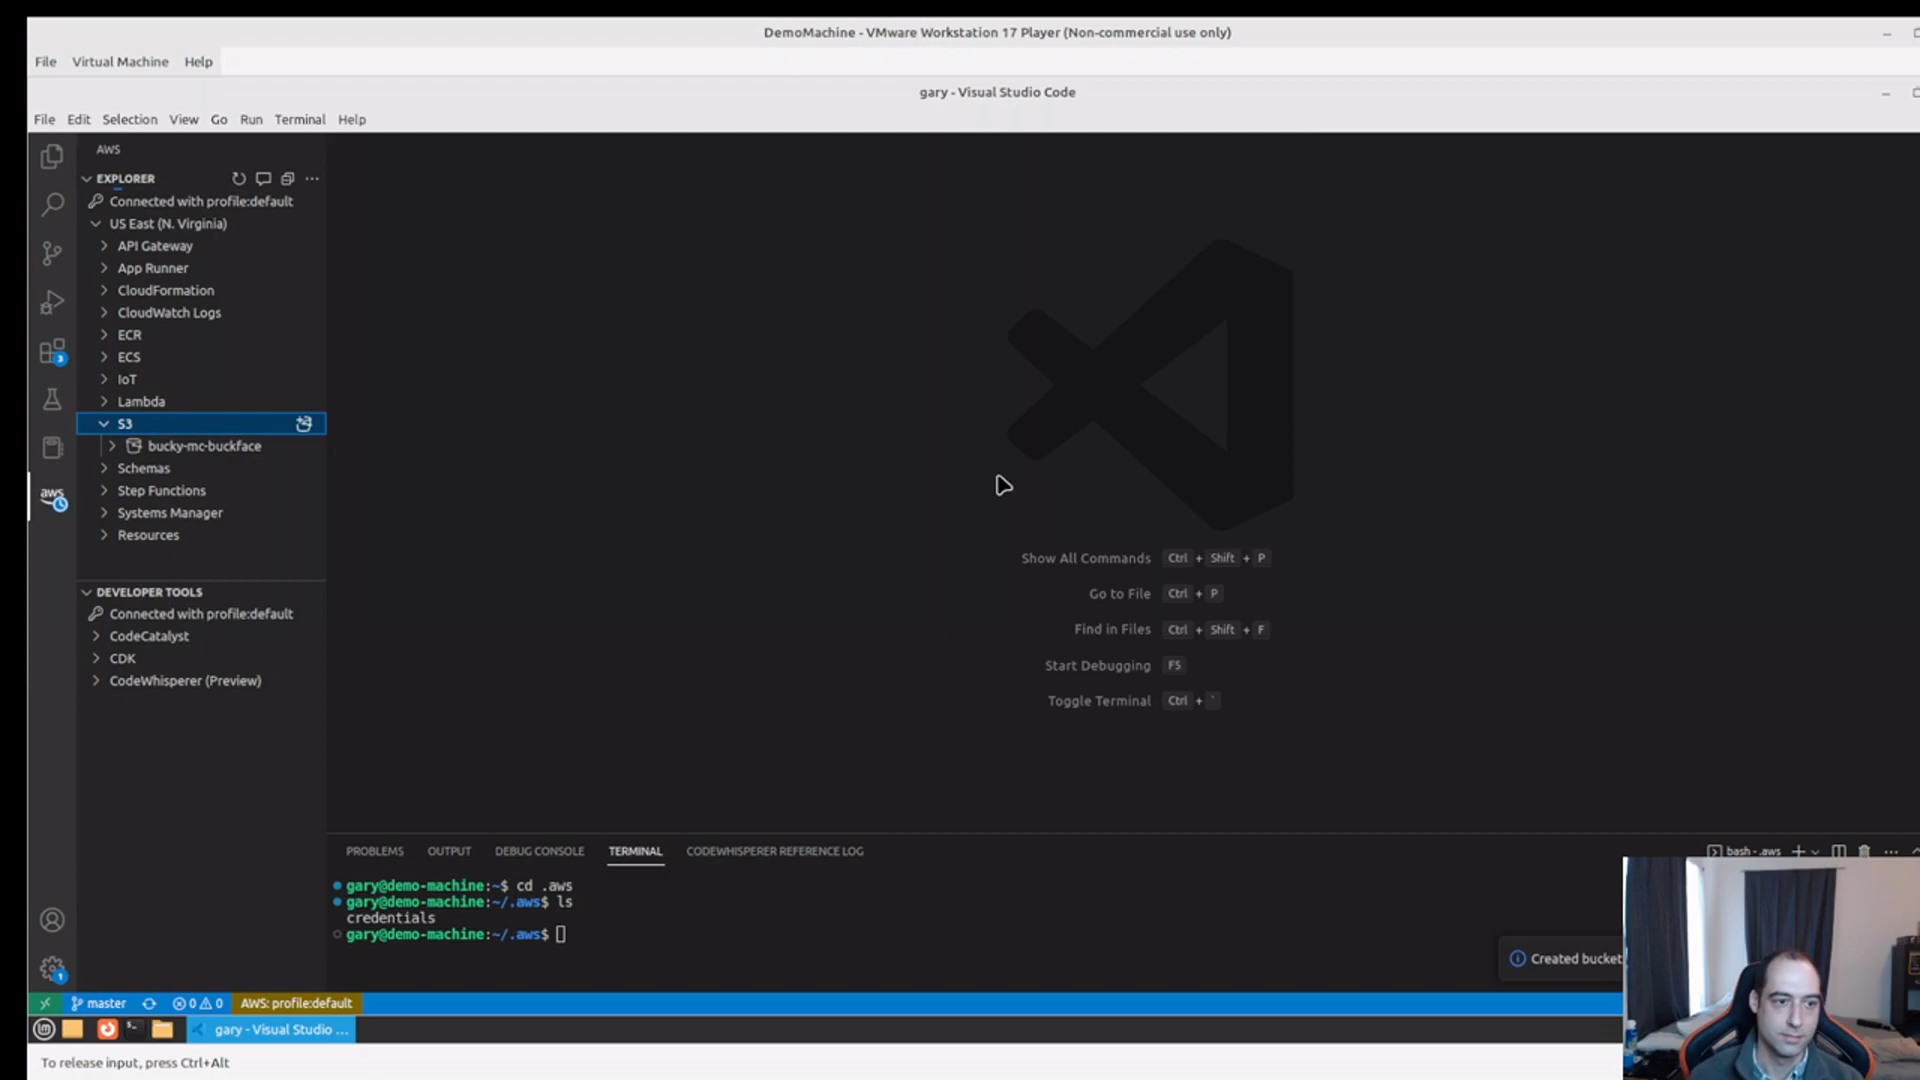 DemoMachine - VMware Workstation 17 Player (Non-commercial use only)
File Virtual Machine Help
gary - Visual Studio Code
File Edit Selection View Go Run Terminal Help
AWS
EXPLORER
Connected with profile:default
US East (N. Virginia)
API Gateway
App Runner
CloudFormation
CloudWatch Logs
ECR
ECS
IoT
Lambda
S3
bucky-mc-buckface
Schemas
Step Functions
Systems Manager
Resources
DEVELOPER TOOLS
Connected with profile:default
CodeCatalyst
CDK
CodeWhisperer (Preview)
3
aws
1
Show All Commands Ctrl + Shift + P
Go to File Ctrl + P
Find in Files Ctrl + Shift + F
Start Debugging F5
Toggle Terminal Ctrl + `
PROBLEMS OUTPUT DEBUG CONSOLE TERMINAL CODEWHISPERER REFERENCE LOG
bash - .aws
gary@demo-machine:~$ cd .aws
gary@demo-machine:~/.aws$ ls
credentials
gary@demo-machine:~/.aws$
Created bucket
master 0 0 AWS: profile:default
gary - Visual Studio ...
To release input, press Ctrl+Alt